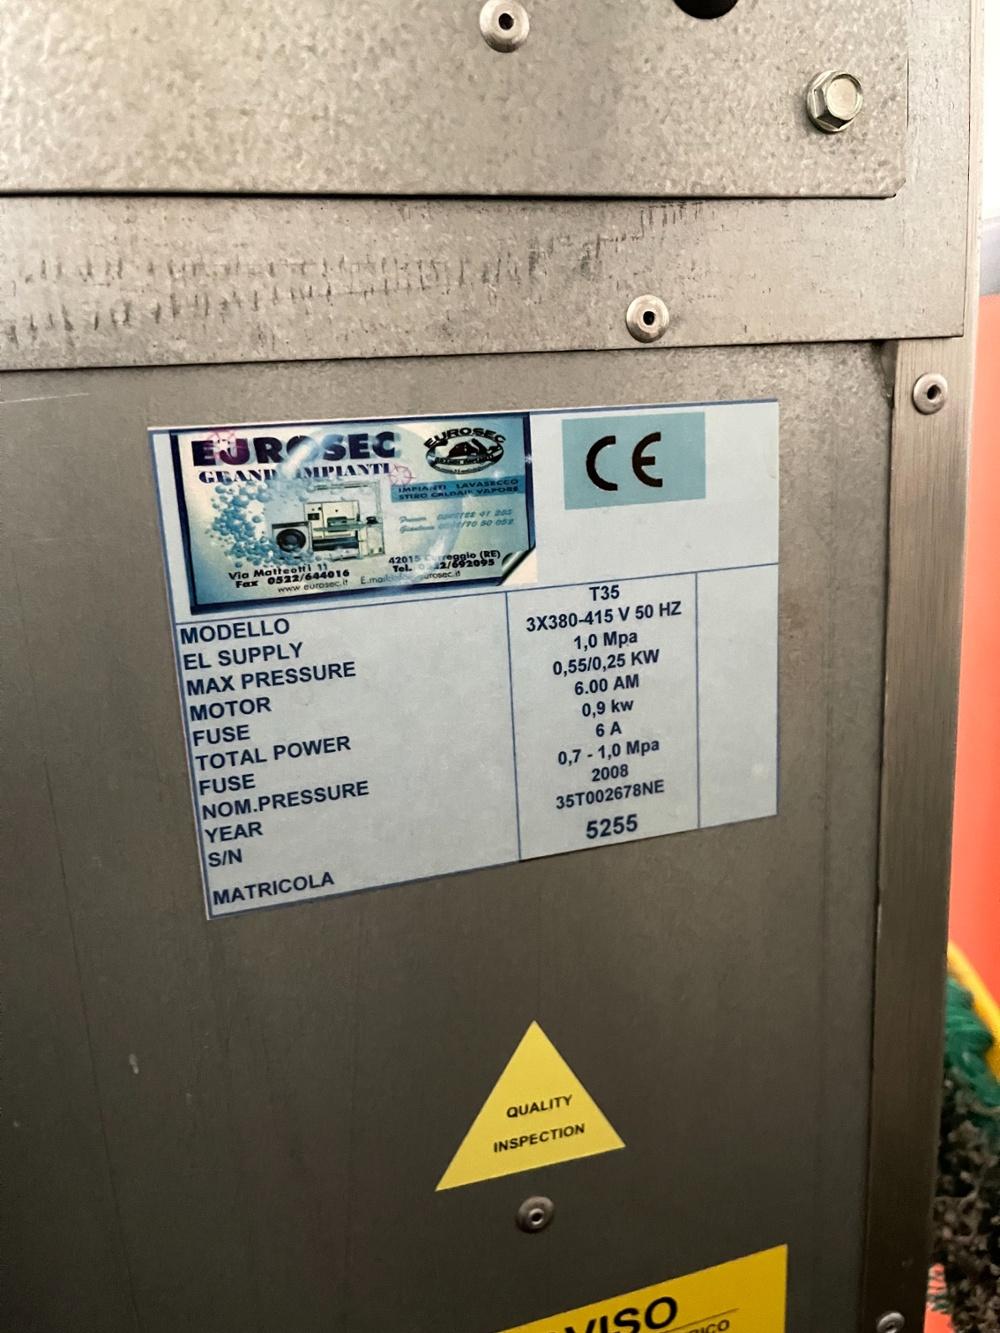 EUROSEC
GRANDI IMPIANTI
EUROSEC
IMPIANTI LAVASECCO
STIRO CALDAIE VAPORE
Via Matteotti 11
42015 Correggio (RE)
Fax 0522/644016
Tel.
www.eurosec.it
CE
MODELLO T35
EL SUPPLY 3X380-415 V 50 HZ
MAX PRESSURE 1,0 Mpa
MOTOR 0,55/0,25 KW
FUSE 6.00 AM
TOTAL POWER 0,9 kw
FUSE 6 A
NOM.PRESSURE 0,7 - 1,0 Mpa
YEAR 2008
S/N 35T002678NE
MATRICOLA 5255
QUALITY
INSPECTION